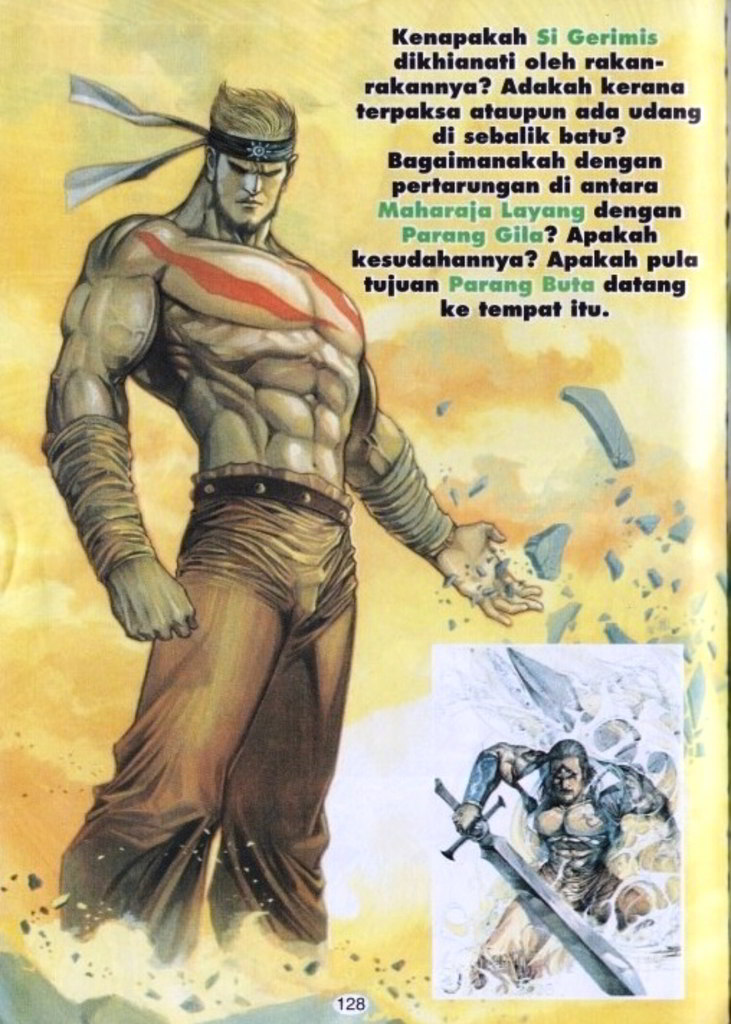 Kenapakah Si Gerimis
dikhianati oleh rakan-
rakannya? Adakah kerana
terpaksa ataupun ada udang
di sebalik batu?
Bagaimanakah dengan
pertarungan di antara
Maharaja Layang dengan
Parang Gila? Apakah
kesudahannya? Apakah pula
tujuan Parang Buta datang
ke tempat itu.
128